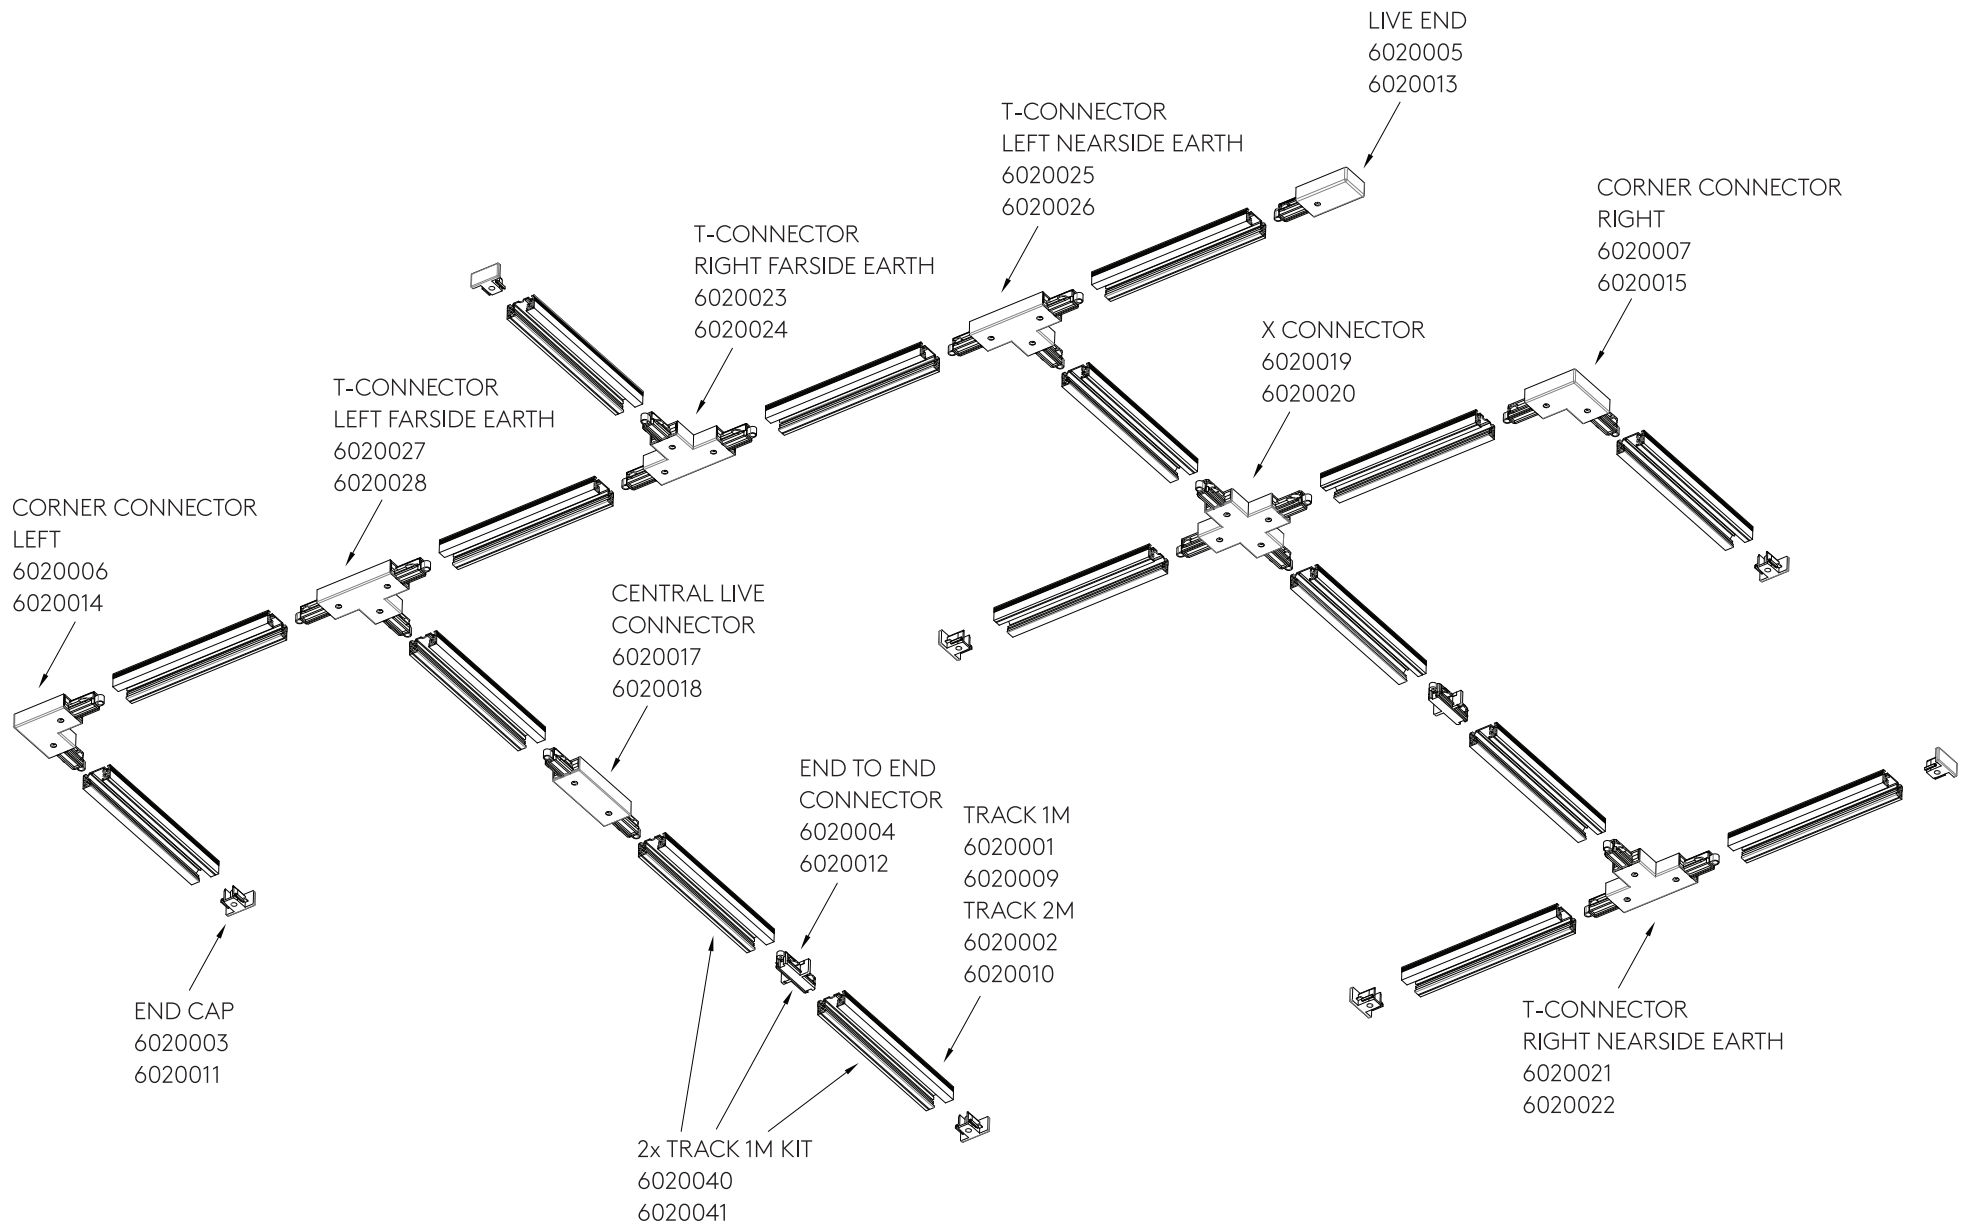 LIVE END
6020005
6020013
T-CONNECTOR
LEFT NEARSIDE EARTH
6020025
6020026
CORNER CONNECTOR
RIGHT
6020007
6020015
T-CONNECTOR
RIGHT FARSIDE EARTH
6020023
6020024
X CONNECTOR
6020019
6020020
T-CONNECTOR
LEFT FARSIDE EARTH
6020027
6020028
CORNER CONNECTOR
LEFT
6020006
6020014
CENTRAL LIVE
CONNECTOR
6020017
6020018
END TO END
CONNECTOR
6020004
6020012
TRACK 1M
6020001
6020009
TRACK 2M
6020002
6020010
END CAP
6020003
6020011
T-CONNECTOR
RIGHT NEARSIDE EARTH
6020021
6020022
2x TRACK 1M KIT
6020040
6020041